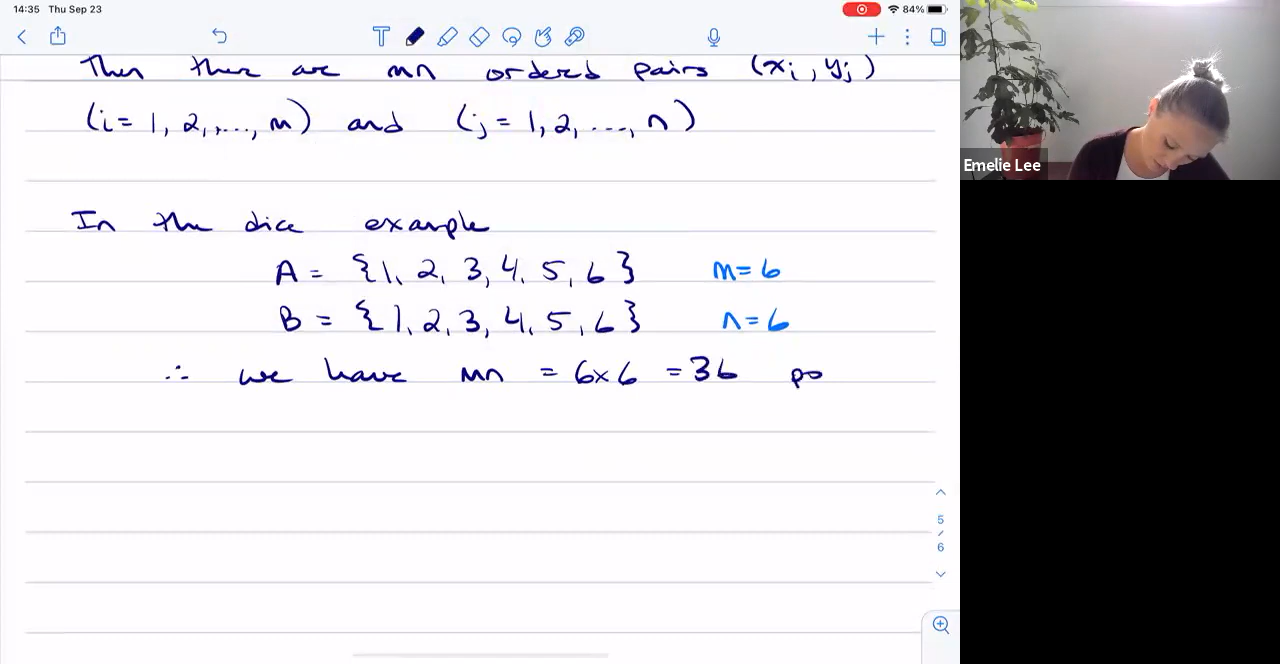 14:35 Thu Sep 23
84%
Then there are mn ordered pairs (xi, yj)
(i = 1, 2, ..., m) and (j = 1, 2, ..., n)
Emelie Lee
In the dice example
A = {1, 2, 3, 4, 5, 6} m=6
B = {1, 2, 3, 4, 5, 6} n=6
∴ we have mn = 6x6 = 36 po
5
6